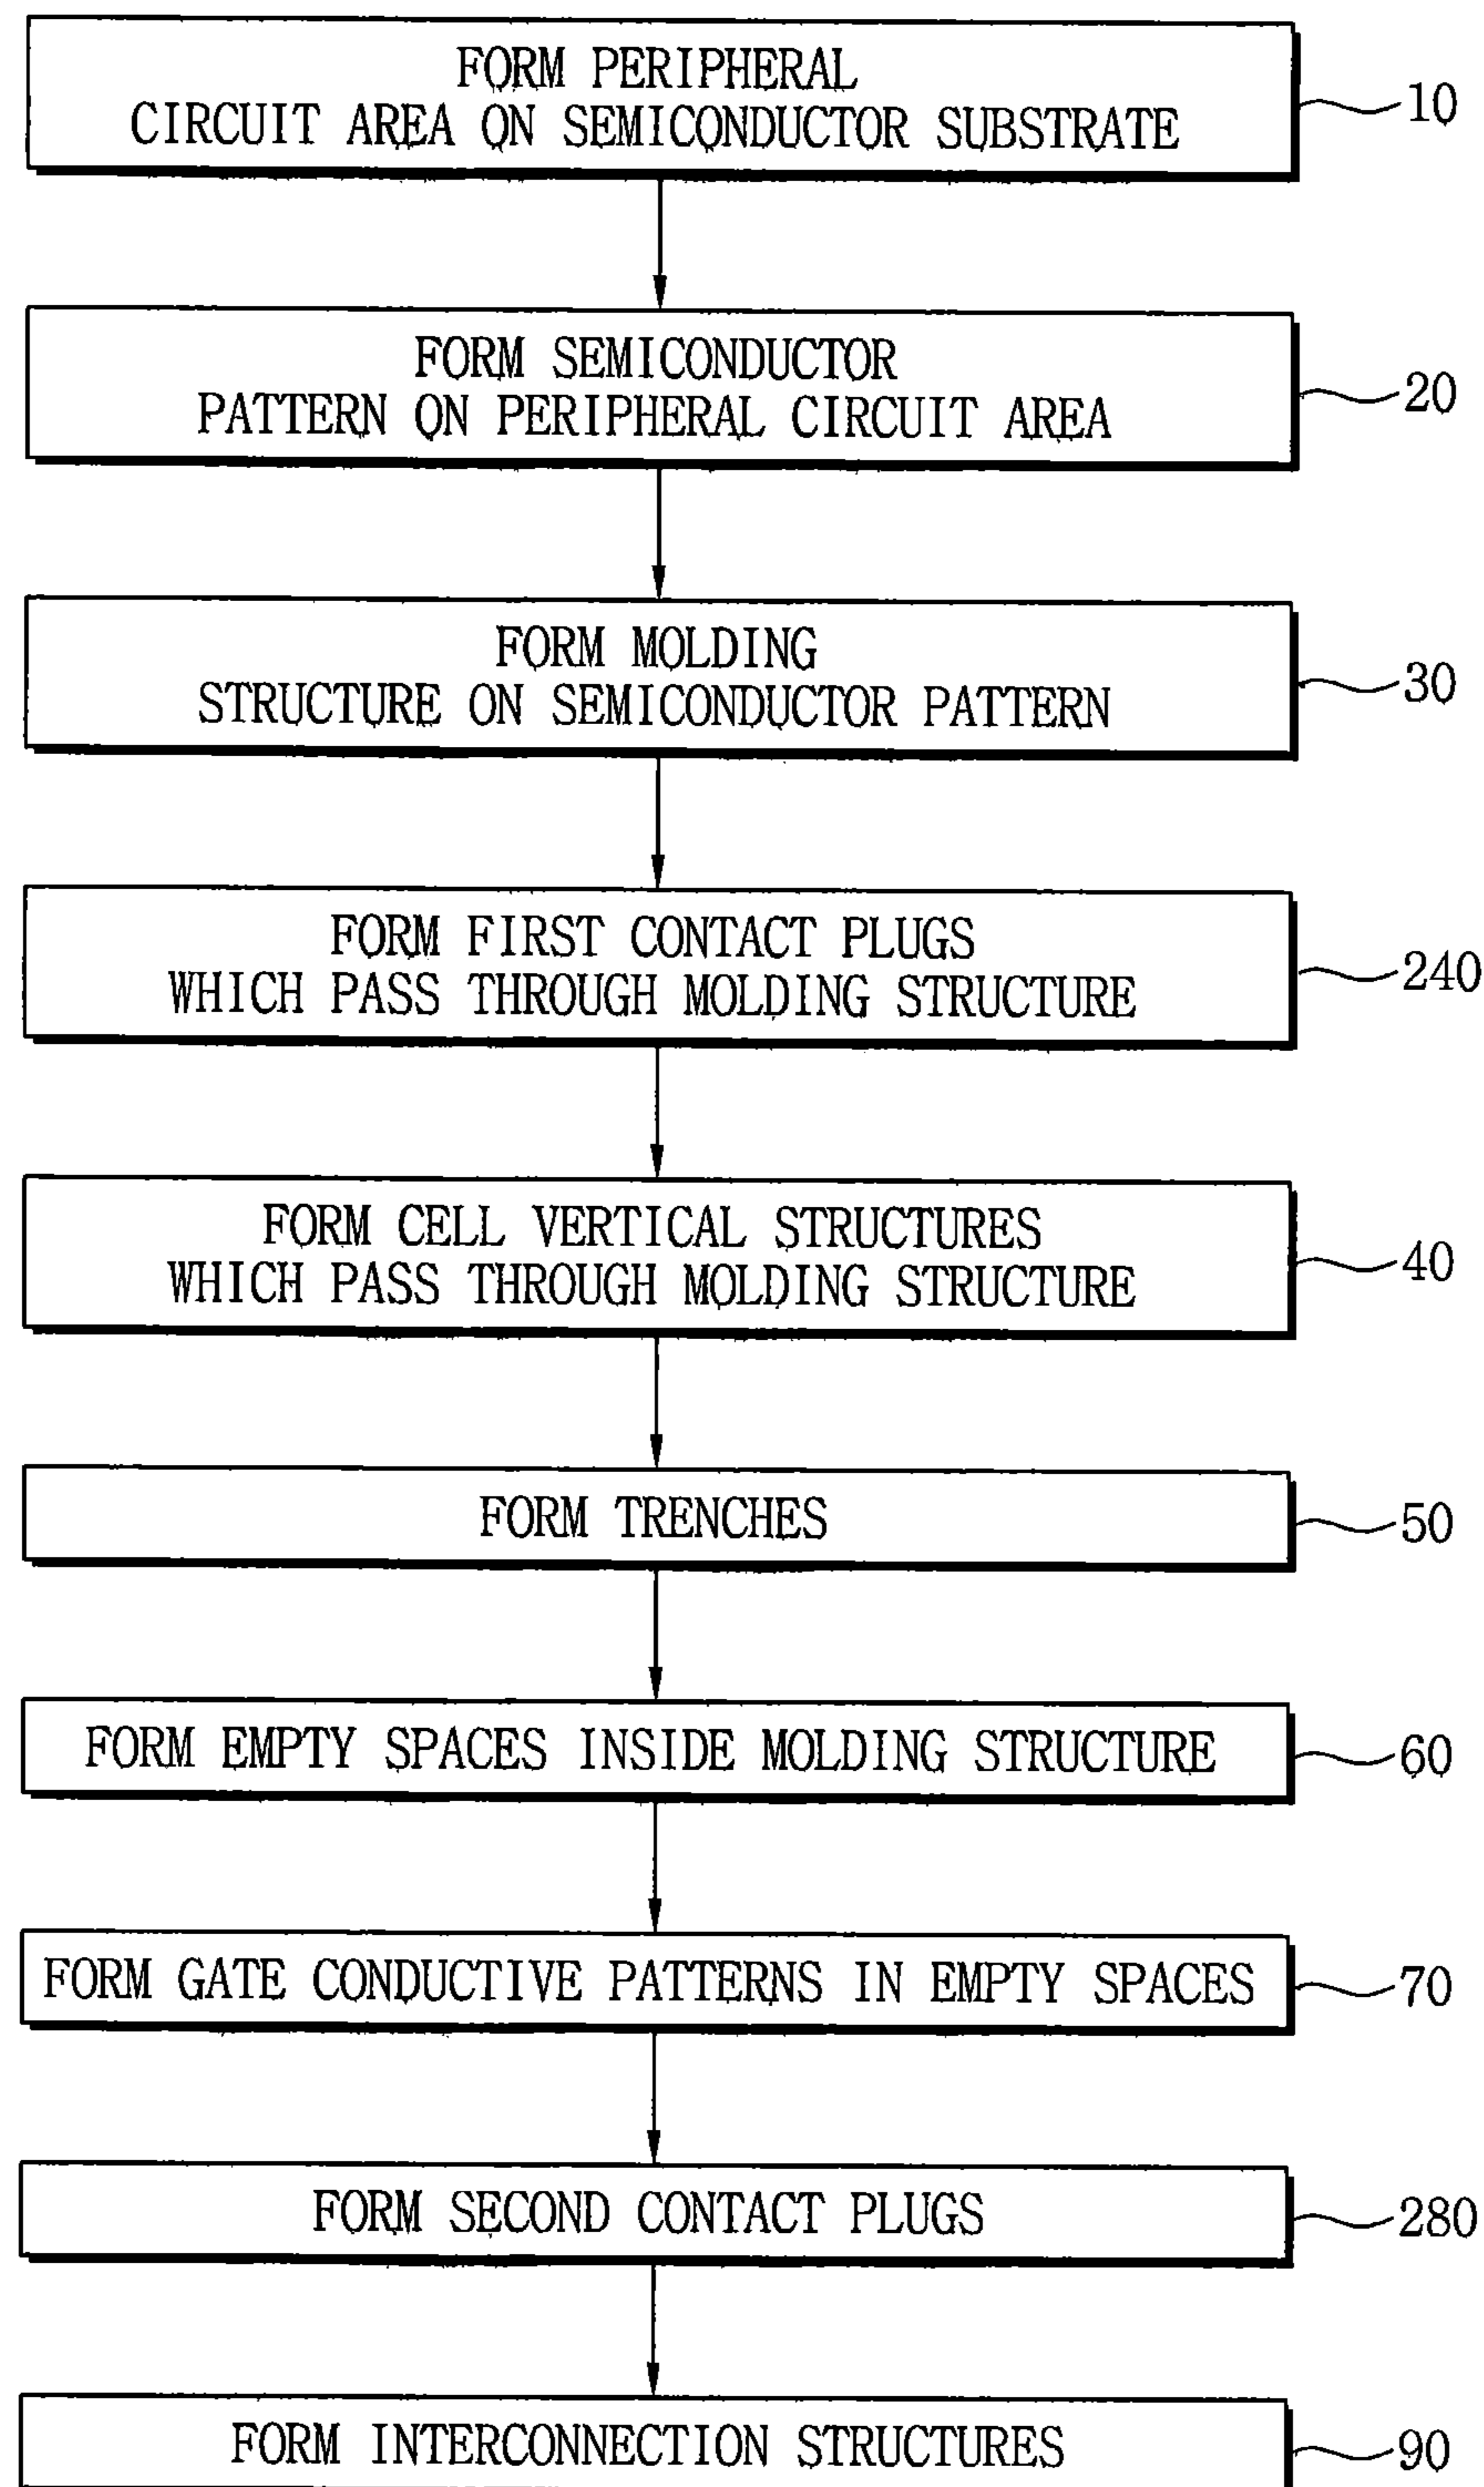 FORM PERIPHERAL
CIRCUIT AREA ON SEMICONDUCTOR SUBSTRATE
10
FORM SEMICONDUCTOR
PATTERN ON PERIPHERAL CIRCUIT AREA
20
FORM MOLDING
STRUCTURE ON SEMICONDUCTOR PATTERN
30
FORM FIRST CONTACT PLUGS
WHICH PASS THROUGH MOLDING STRUCTURE
240
FORM CELL VERTICAL STRUCTURES
WHICH PASS THROUGH MOLDING STRUCTURE
40
FORM TRENCHES
50
FORM EMPTY SPACES INSIDE MOLDING STRUCTURE
60
FORM GATE CONDUCTIVE PATTERNS IN EMPTY SPACES
70
FORM SECOND CONTACT PLUGS
280
FORM INTERCONNECTION STRUCTURES
90